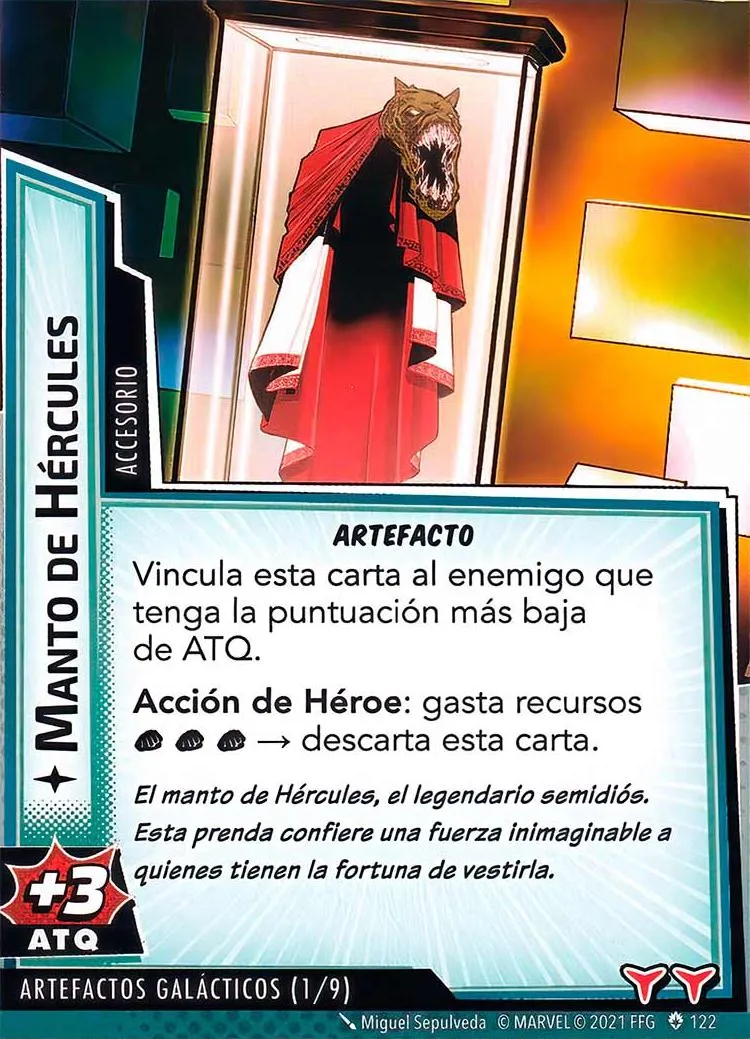 MANTO DE HÉRCULES
ACCESORIO
ARTEFACTO
Vincula esta carta al enemigo que
tenga la puntuación más baja
de ATQ.
Acción de Héroe: gasta recursos
→ descarta esta carta.
El manto de Hércules, el legendario semidiós.
Esta prenda confiere una fuerza inimaginable a
quienes tienen la fortuna de vestirla.
+3
ATQ
ARTEFACTOS GALÁCTICOS (1/9)
Miguel Sepulveda © MARVEL © 2021 FFG 122